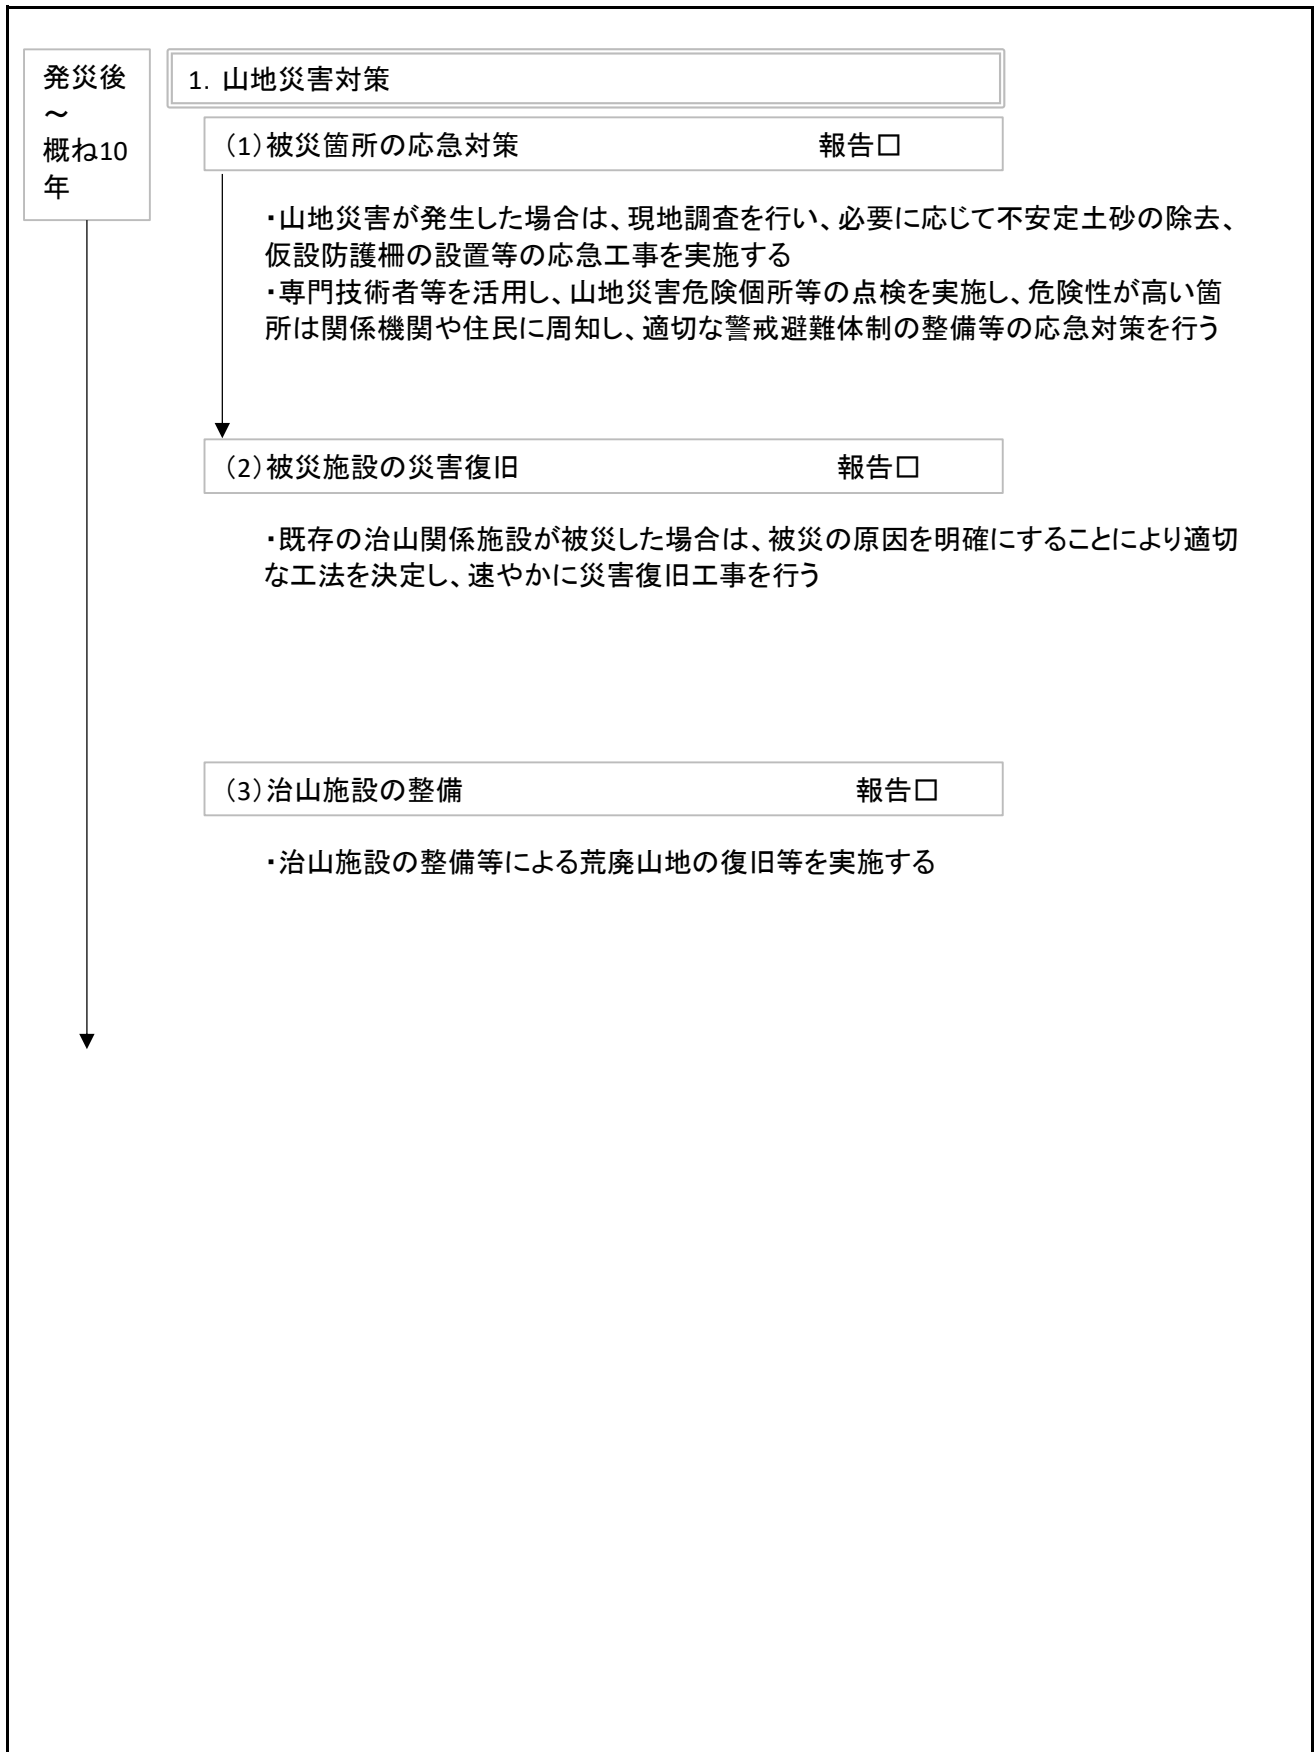 発災後
～
概ね10
年
1. 山地災害対策
（1）被災箇所の応急対策 報告□
・山地災害が発生した場合は、現地調査を行い、必要に応じて不安定土砂の除去、
仮設防護柵の設置等の応急工事を実施する
・専門技術者等を活用し、山地災害危険個所等の点検を実施し、危険性が高い箇
所は関係機関や住民に周知し、適切な警戒避難体制の整備等の応急対策を行う
（2）被災施設の災害復旧 報告□
・既存の治山関係施設が被災した場合は、被災の原因を明確にすることにより適切
な工法を決定し、速やかに災害復旧工事を行う
（3）治山施設の整備 報告□
・治山施設の整備等による荒廃山地の復旧等を実施する